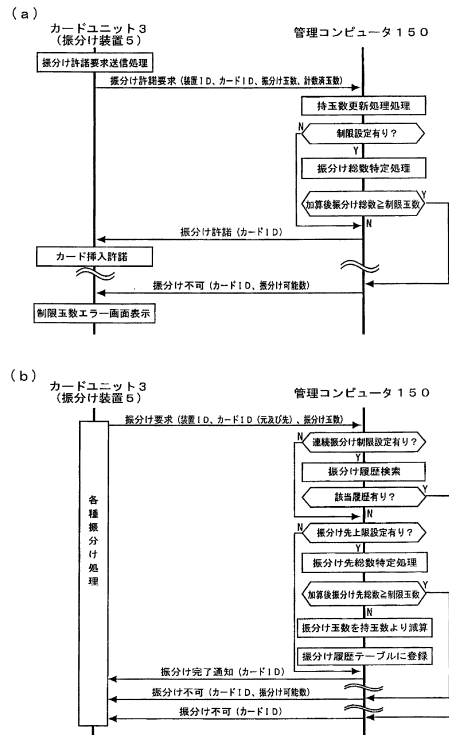 (a)
カードユニット3
(振分け装置5)
管理コンピュータ150
振分け許諾要求送信処理
振分け許諾要求(装置ID、カードID、振分け玉数、計数済玉数)
持玉数更新処理処理
N
制限設定有り?
Y
振分け総数特定処理
加算後振分け総数≧制限玉数
Y
N
振分け許諾(カードID)
カード挿入許諾
振分け不可(カードID、振分け可能数)
制限玉数エラー画面表示
(b)
カードユニット3
(振分け装置5)
管理コンピュータ150
振分け要求(装置ID、カードID(元及び先)、振分け玉数)
N
連続振分け制限設定有り?
Y
振分け履歴検索
該当履歴有り?
Y
N
各種振分け処理
N
振分け先上限設定有り?
Y
振分け先総数特定処理
加算後振分け先総数≧制限玉数
Y
N
振分け玉数を持玉数より減算
振分け履歴テーブルに登録
振分け完了通知(カードID)
振分け不可(カードID、振分け可能数)
振分け不可(カードID)